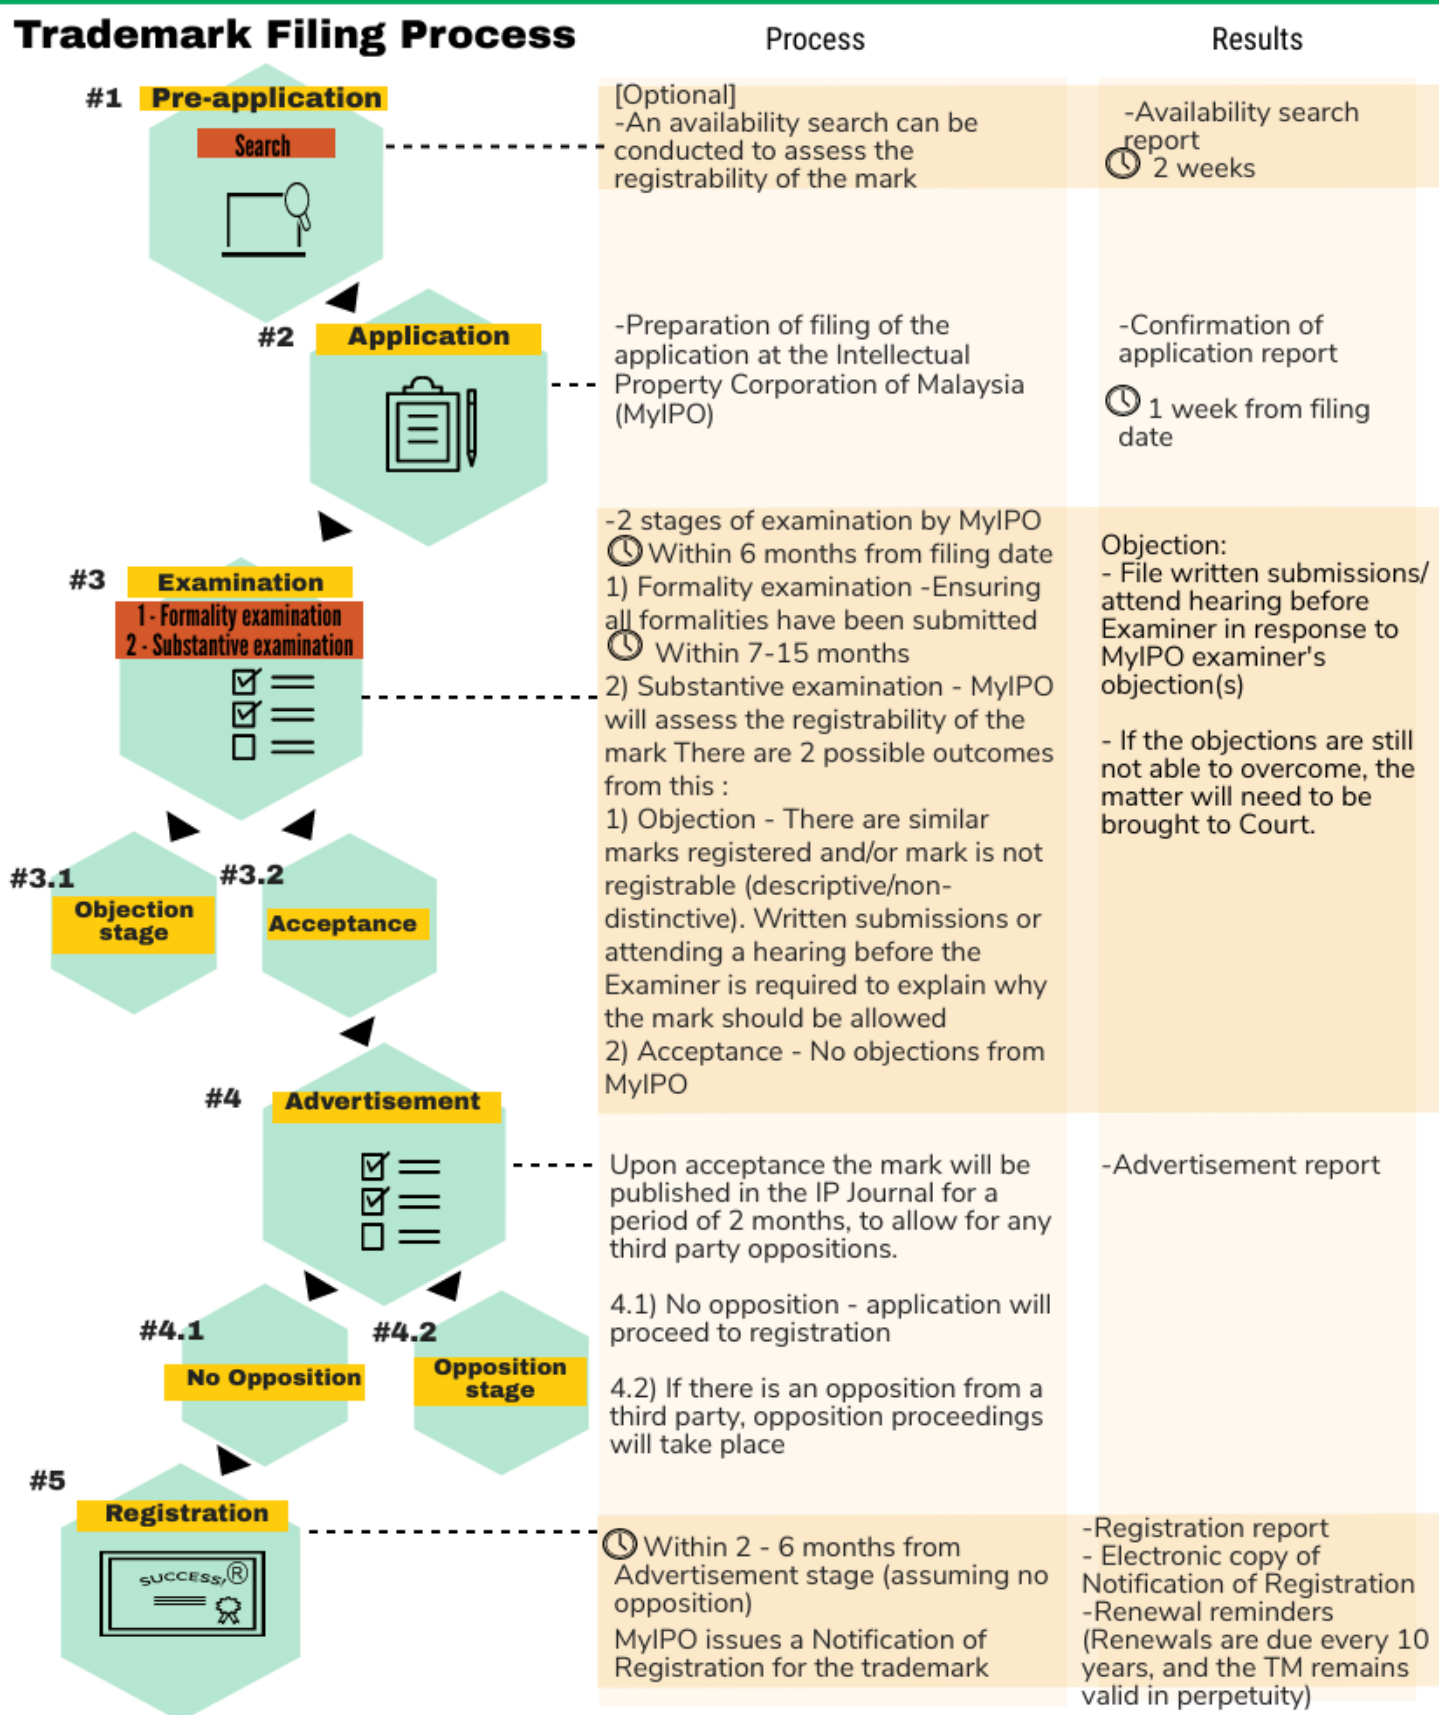 Trademark Filing Process
Process
Results
#1
Pre-application
Search
[Optional]
-An availability search can be
conducted to assess the
registrability of the mark
-Availability search
report
2 weeks
#2
Application
-Preparation of filing of the
application at the Intellectual
Property Corporation of Malaysia
(MyIPO)
-Confirmation of
application report
1 week from filing
date
#3
Examination
1 - Formality examination
2 - Substantive examination
-2 stages of examination by MyIPO
Within 6 months from filing date
1) Formality examination -Ensuring
all formalities have been submitted
Within 7-15 months
2) Substantive examination - MyIPO
will assess the registrability of the
mark There are 2 possible outcomes
from this :
1) Objection - There are similar
marks registered and/or mark is not
registrable (descriptive/non-
distinctive). Written submissions or
attending a hearing before the
Examiner is required to explain why
the mark should be allowed
2) Acceptance - No objections from
MyIPO
Objection:
- File written submissions/
attend hearing before
Examiner in response to
MyIPO examiner's
objection(s)
- If the objections are still
not able to overcome, the
matter will need to be
brought to Court.
#3.1
Objection
stage
#3.2
Acceptance
#4
Advertisement
Upon acceptance the mark will be
published in the IP Journal for a
period of 2 months, to allow for any
third party oppositions.
4.1) No opposition - application will
proceed to registration
4.2) If there is an opposition from a
third party, opposition proceedings
will take place
-Advertisement report
#4.1
No Opposition
#4.2
Opposition
stage
#5
Registration
SUCCESS!
®
Within 2 - 6 months from
Advertisement stage (assuming no
opposition)
MyIPO issues a Notification of
Registration for the trademark
-Registration report
- Electronic copy of
Notification of Registration
-Renewal reminders
(Renewals are due every 10
years, and the TM remains
valid in perpetuity)